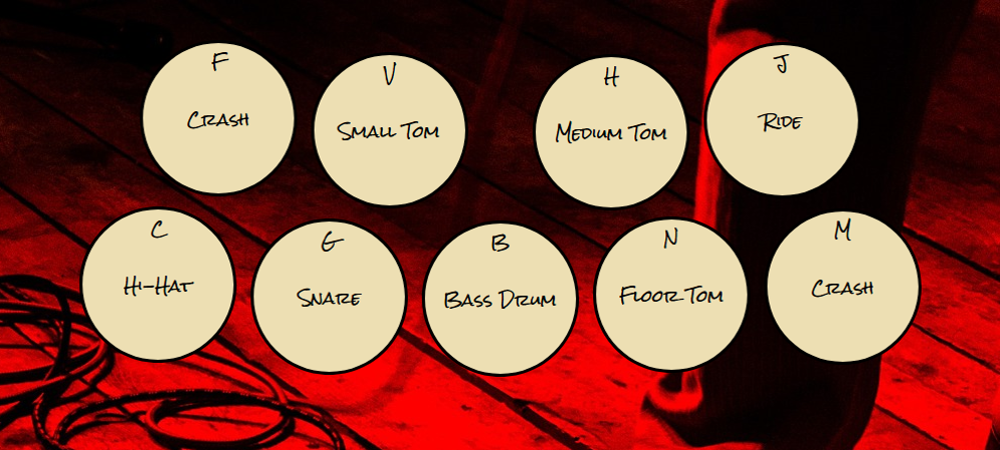 F
Crash
V
Small Tom
H
Medium Tom
J
Ride
C
Hi-Hat
G
Snare
B
Bass Drum
N
Floor Tom
M
Crash